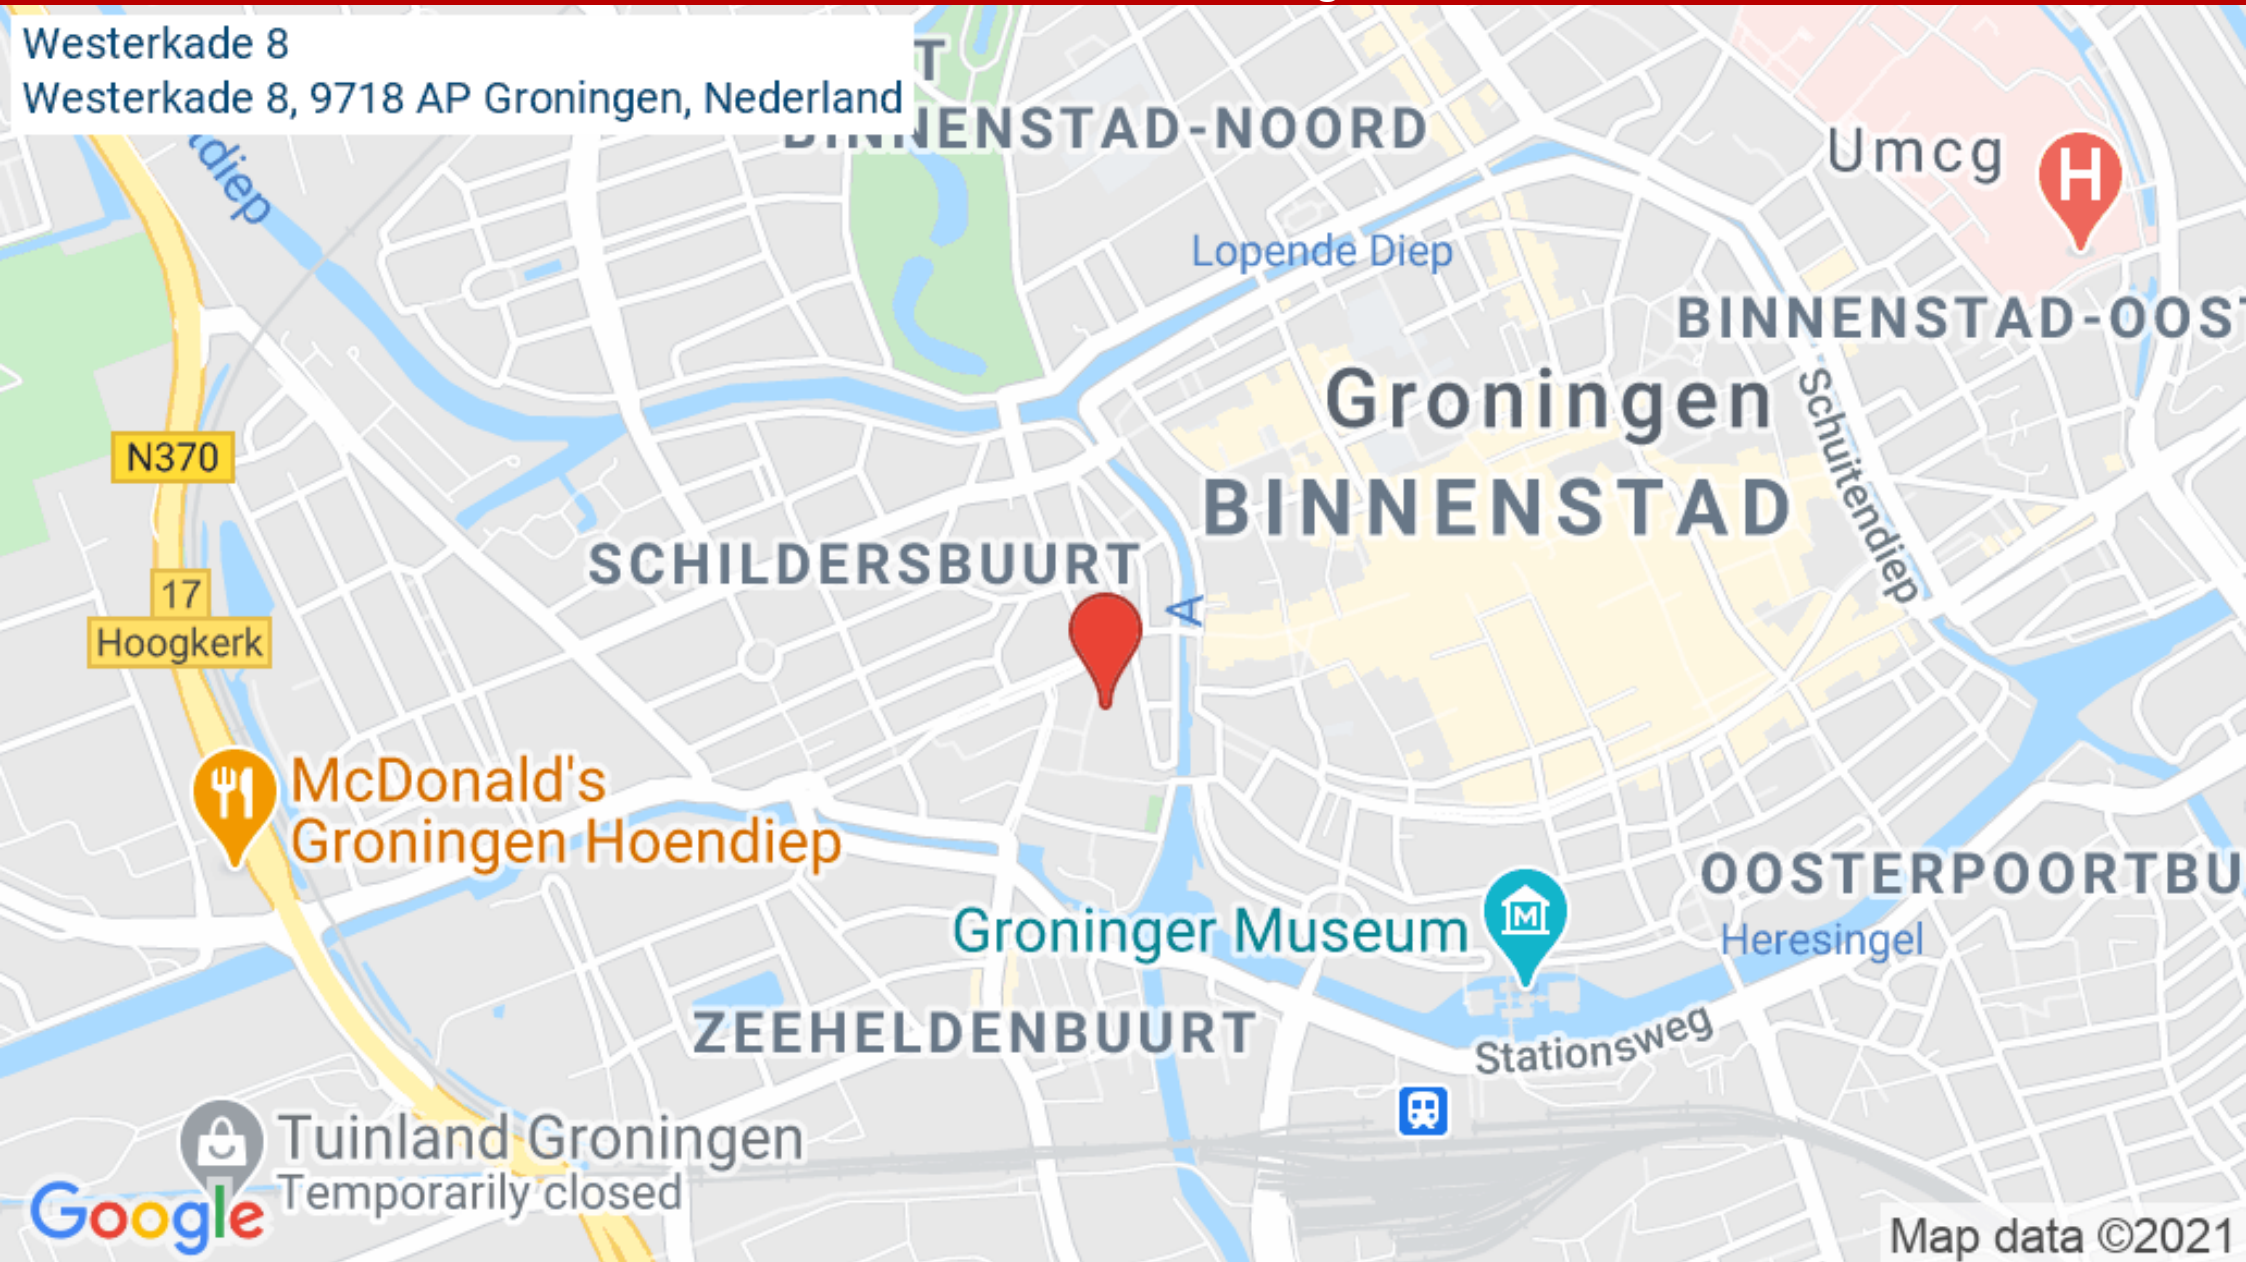 Westerkade 8
Westerkade 8, 9718 AP Groningen, Nederland
BINNENSTAD-NOORD
Umcg
H
Lopende Diep
BINNENSTAD-OOST
Groningen
BINNENSTAD
Schuitendiep
N370
SCHILDERSBUURT
17
A
Hoogkerk
McDonald's
Groningen Hoendiep
OOSTERPOORTBU
Groninger Museum
M
Heresingel
ZEEHELDENBUURT
Stationsweg
Tuinland Groningen
Temporarily closed
Google
Map data ©2021